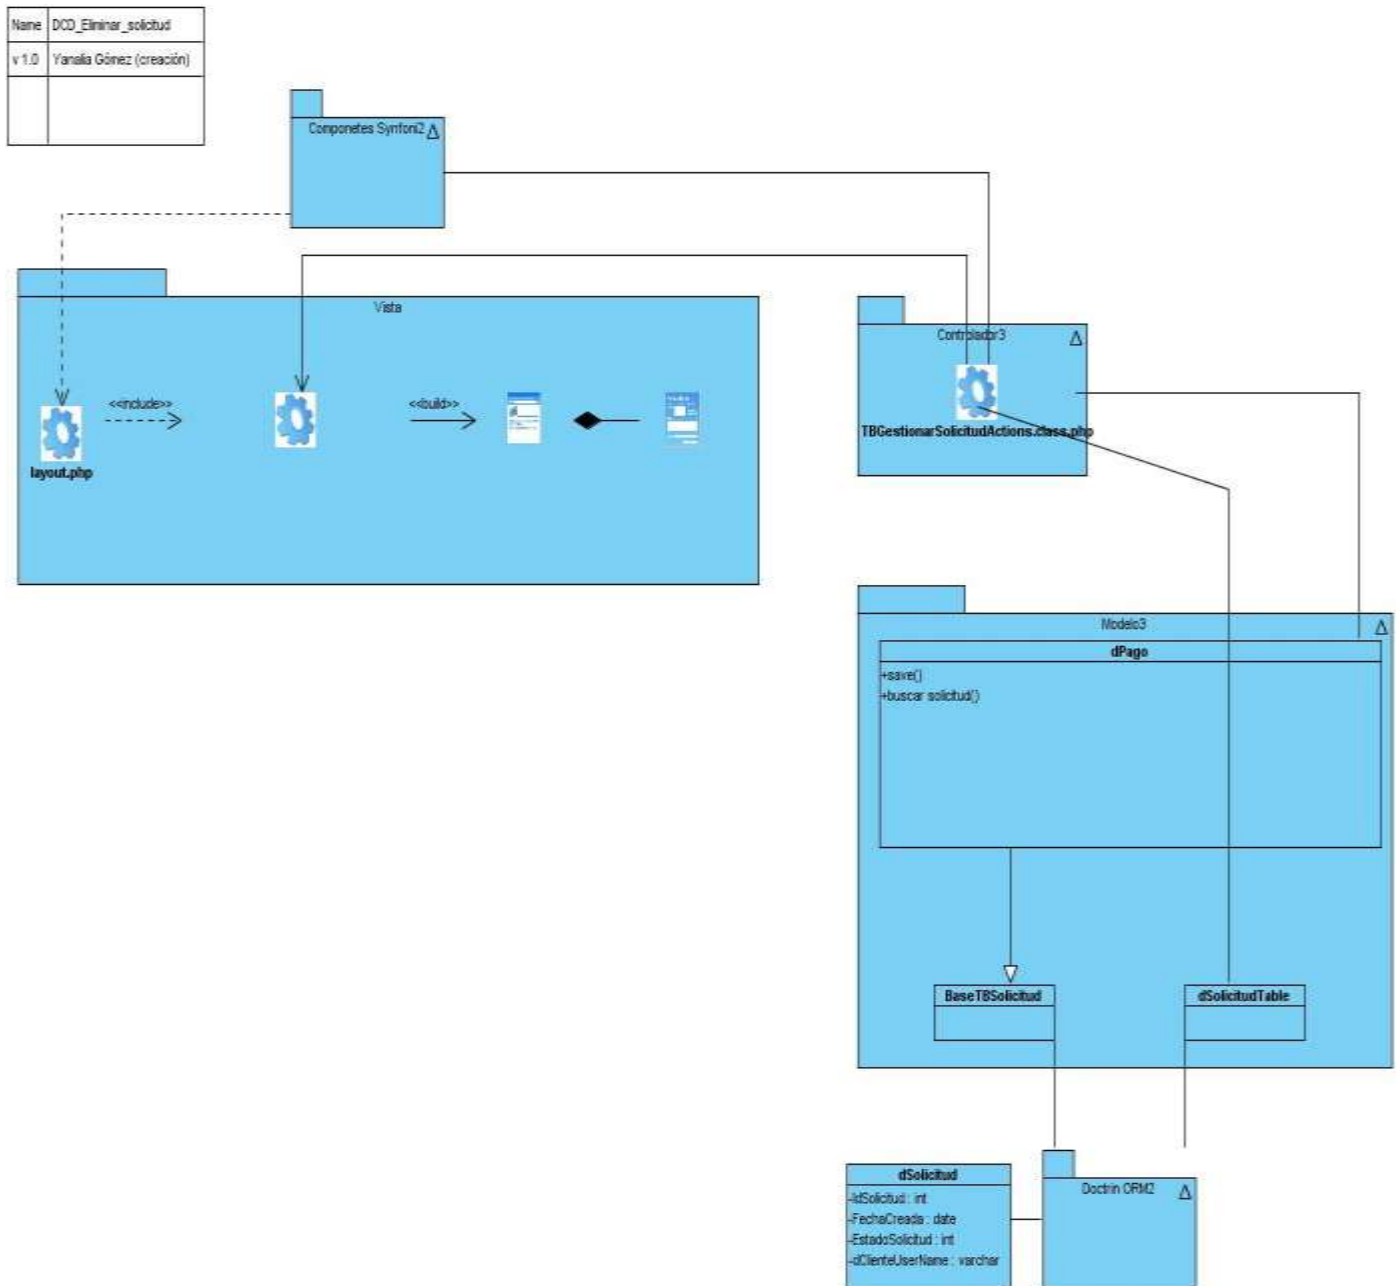 Name DCD_Eliminar_solicitud
v 1.0 Yanalia Gómez (creación)
Componetes Synfoni2
Vista
<<include>>
<<build>>
layout.php
Controlador3
TBGestionarSolicitudActions.class.php
Modelo3
dPago
+save()
+buscar solicitud()
BaseTBSolicitud
dSolicitudTable
dSolicitud
-IdSolicitud : int
-FechaCreada : date
-EstadoSolicitud : int
-dClienteUserName : varchar
Doctrin ORM2